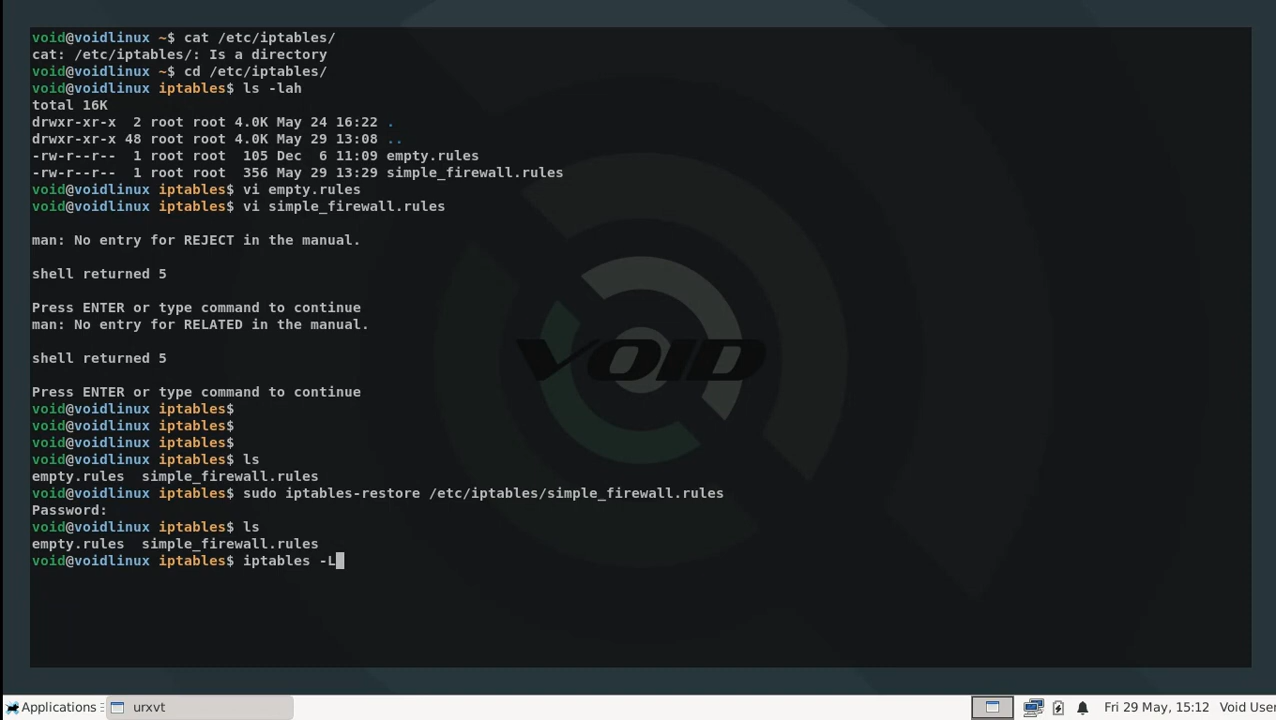 void@voidlinux ~$ cat /etc/iptables/
cat: /etc/iptables/: Is a directory
void@voidlinux ~$ cd /etc/iptables/
void@voidlinux iptables$ ls -lah
total 16K
drwxr-xr-x  2 root root 4.0K May 24 16:22 .
drwxr-xr-x 48 root root 4.0K May 29 13:08 ..
-rw-r--r--  1 root root  105 Dec  6 11:09 empty.rules
-rw-r--r--  1 root root  356 May 29 13:29 simple_firewall.rules
void@voidlinux iptables$ vi empty.rules
void@voidlinux iptables$ vi simple_firewall.rules
man: No entry for REJECT in the manual.
shell returned 5
Press ENTER or type command to continue
man: No entry for RELATED in the manual.
shell returned 5
Press ENTER or type command to continue
void@voidlinux iptables$
void@voidlinux iptables$
void@voidlinux iptables$
void@voidlinux iptables$ ls
empty.rules  simple_firewall.rules
void@voidlinux iptables$ sudo iptables-restore /etc/iptables/simple_firewall.rules
Password:
void@voidlinux iptables$ ls
empty.rules  simple_firewall.rules
void@voidlinux iptables$ iptables -L
VOID
Applications urxvt Fri 29 May, 15:12 Void User